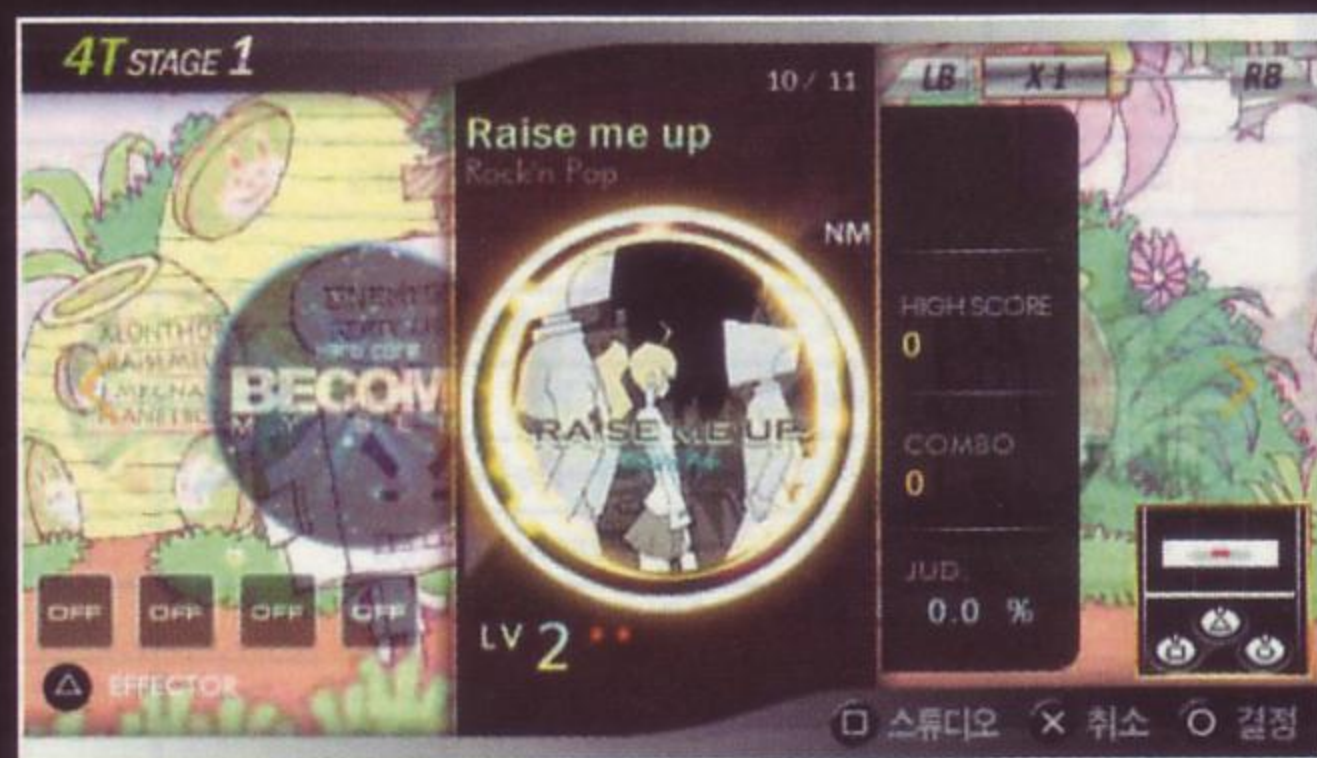 4T STAGE 1
10 / 11
LB X 1 RB
Raise me up
Rock'n Pop
NM
BECOM
RAISE ME UP
HIGH SCORE
0
COMBO
0
JUD.
0.0 %
OFF OFF OFF OFF
LV 2
△ EFFECTOR
□ 스튜디오 × 취소 ○ 결정